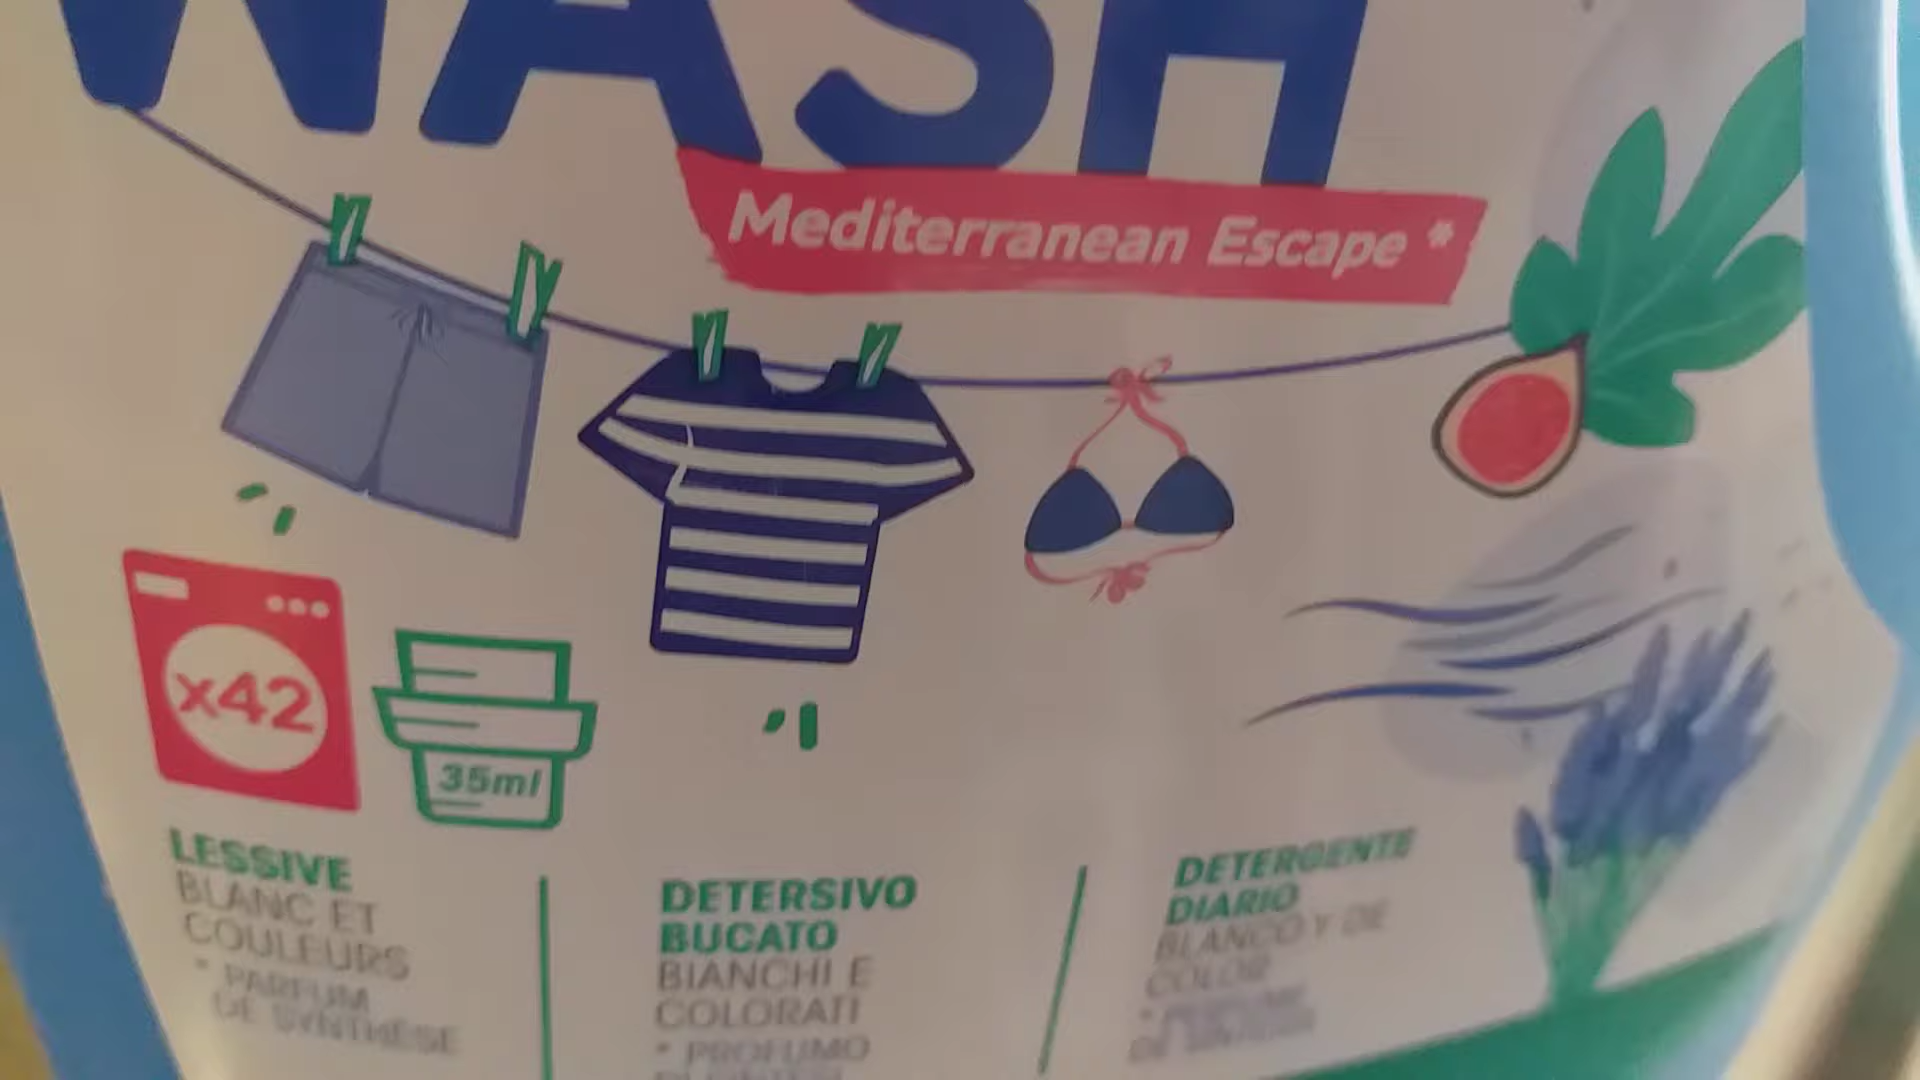 WASH
Mediterranean Escape *
x42
35ml
LESSIVE
BLANC ET
COULEURS
* PARFUM
DE SYNTHÈSE
DETERSIVO
BUCATO
BIANCHI E
COLORATI
* PROFUMO
DETERGENTE
DIARIO
BLANCO Y DE
COLOR